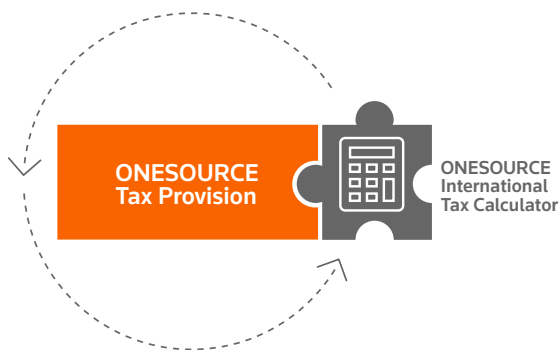 ONESOURCE
Tax Provision
ONESOURCE
International
Tax Calculator